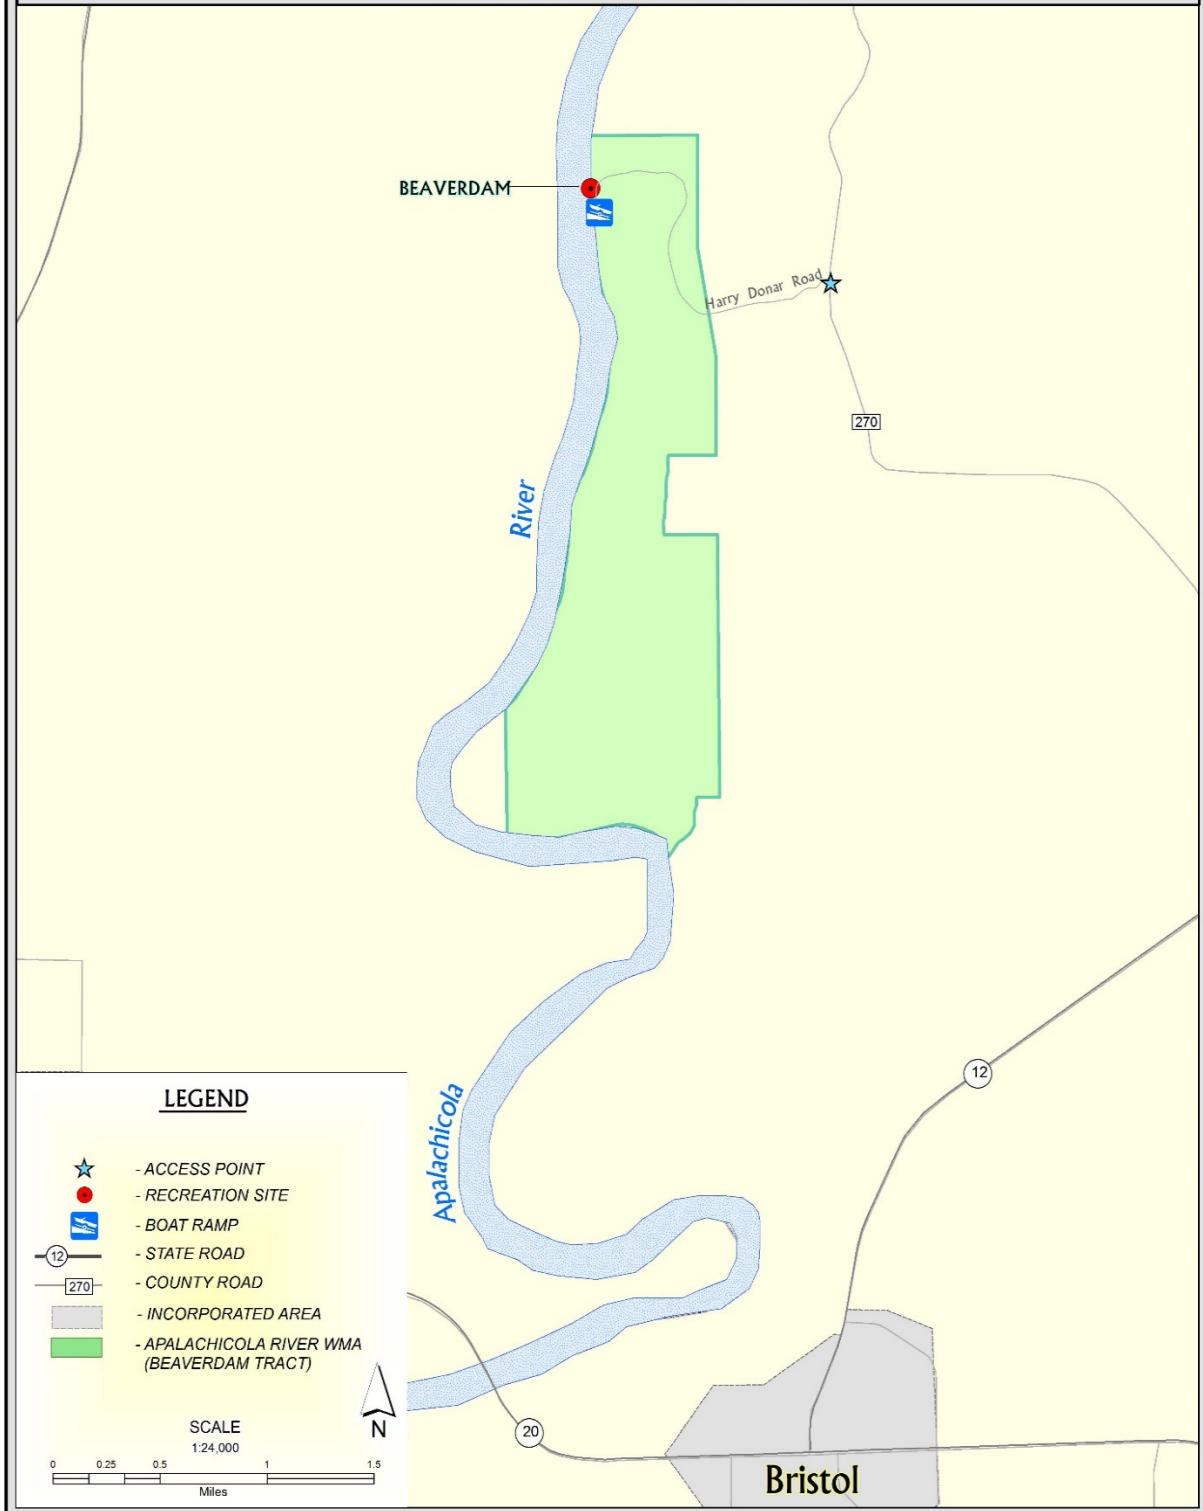 BEAVERDAM
Harry Donar Road
270
River
12
Apalachicola
20
Bristol
LEGEND
- ACCESS POINT
- RECREATION SITE
- BOAT RAMP
12 - STATE ROAD
270 - COUNTY ROAD
- INCORPORATED AREA
- APALACHICOLA RIVER WMA
(BEAVERDAM TRACT)
N
SCALE
1:24,000
0 0.25 0.5 1 1.5
Miles